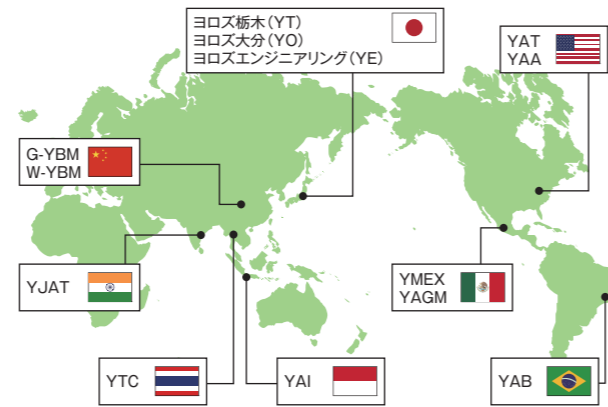 ヨロズ栃木(YT)
ヨロズ大分(YO)
ヨロズエンジニアリング(YE)
YAT
YAA
G-YBM
W-YBM
YJAT
YMEX
YAGM
YTC
YAI
YAB